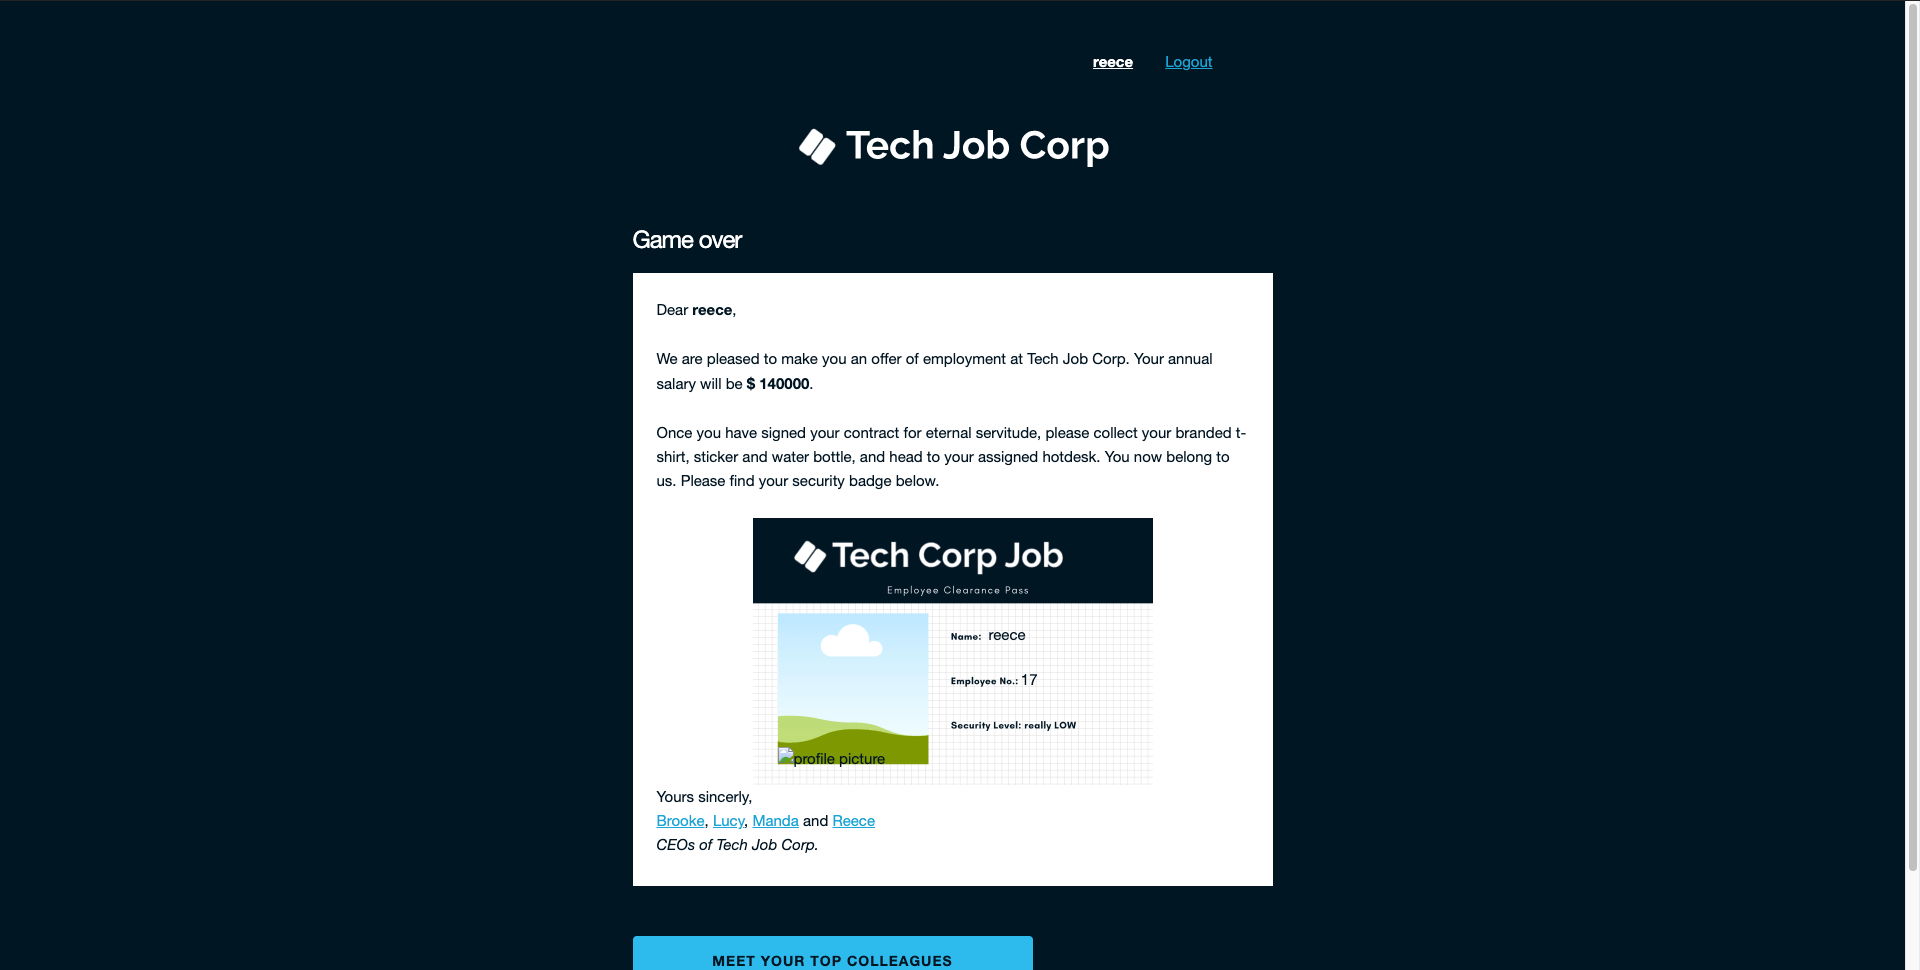 reece Logout
Tech Job Corp
Game over
Dear reece,
We are pleased to make you an offer of employment at Tech Job Corp. Your annual
salary will be $ 140000.
Once you have signed your contract for eternal servitude, please collect your branded t-
shirt, sticker and water bottle, and head to your assigned hotdesk. You now belong to
us. Please find your security badge below.
Tech Corp Job
Employee Clearance Pass
Name: reece
Employee No.: 17
Security Level: really LOW
profile picture
Yours sincerely,
Brooke, Lucy, Manda and Reece
CEOs of Tech Job Corp.
MEET YOUR TOP COLLEAGUES